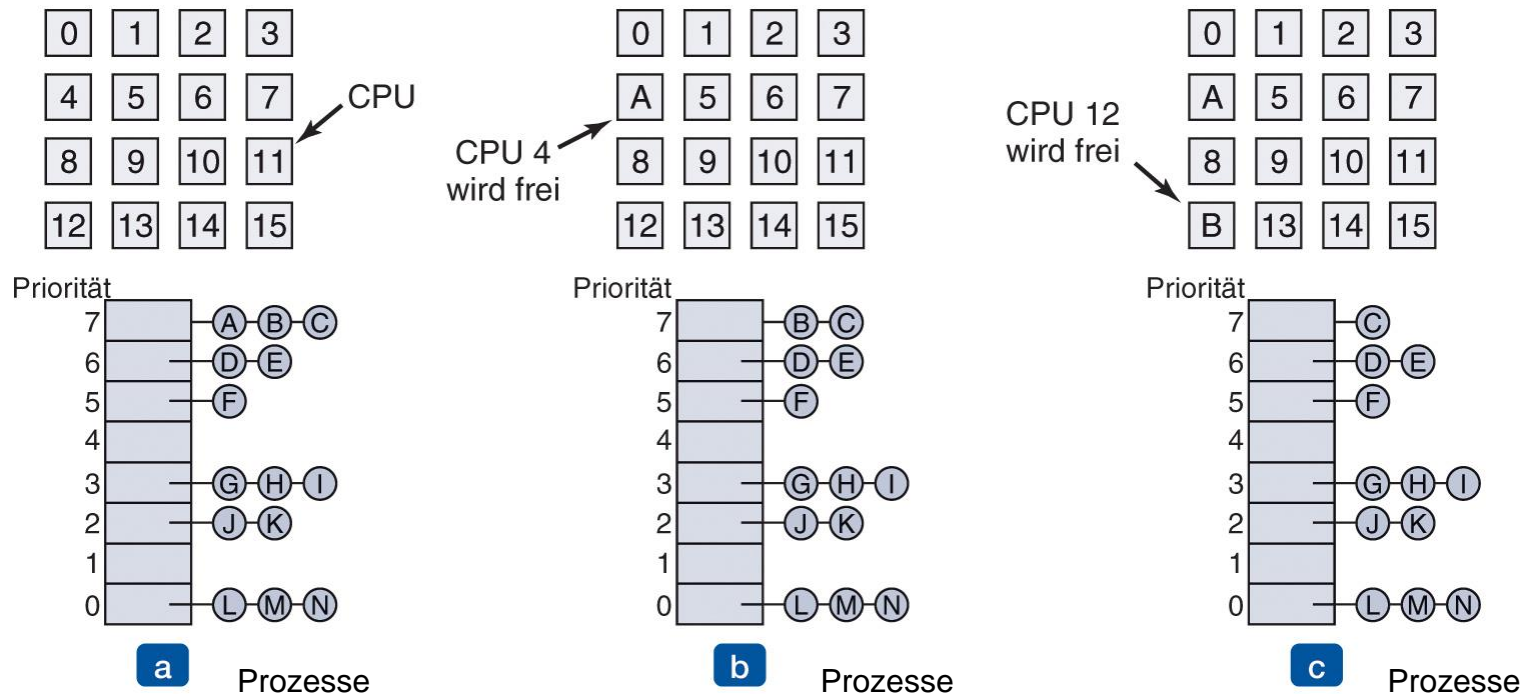 0 1 2 3
4 5 6 7
CPU
8 9 10 11
12 13 14 15
Priorität
7 A B C
6 D E
5 F
4
3 G H I
2 J K
1
0 L M N
a
Prozesse
0 1 2 3
A 5 6 7
CPU 4
wird frei
8 9 10 11
12 13 14 15
Priorität
7 B C
6 D E
5 F
4
3 G H I
2 J K
1
0 L M N
b
Prozesse
0 1 2 3
A 5 6 7
CPU 12
wird frei
8 9 10 11
B 13 14 15
Priorität
7 C
6 D E
5 F
4
3 G H I
2 J K
1
0 L M N
c
Prozesse